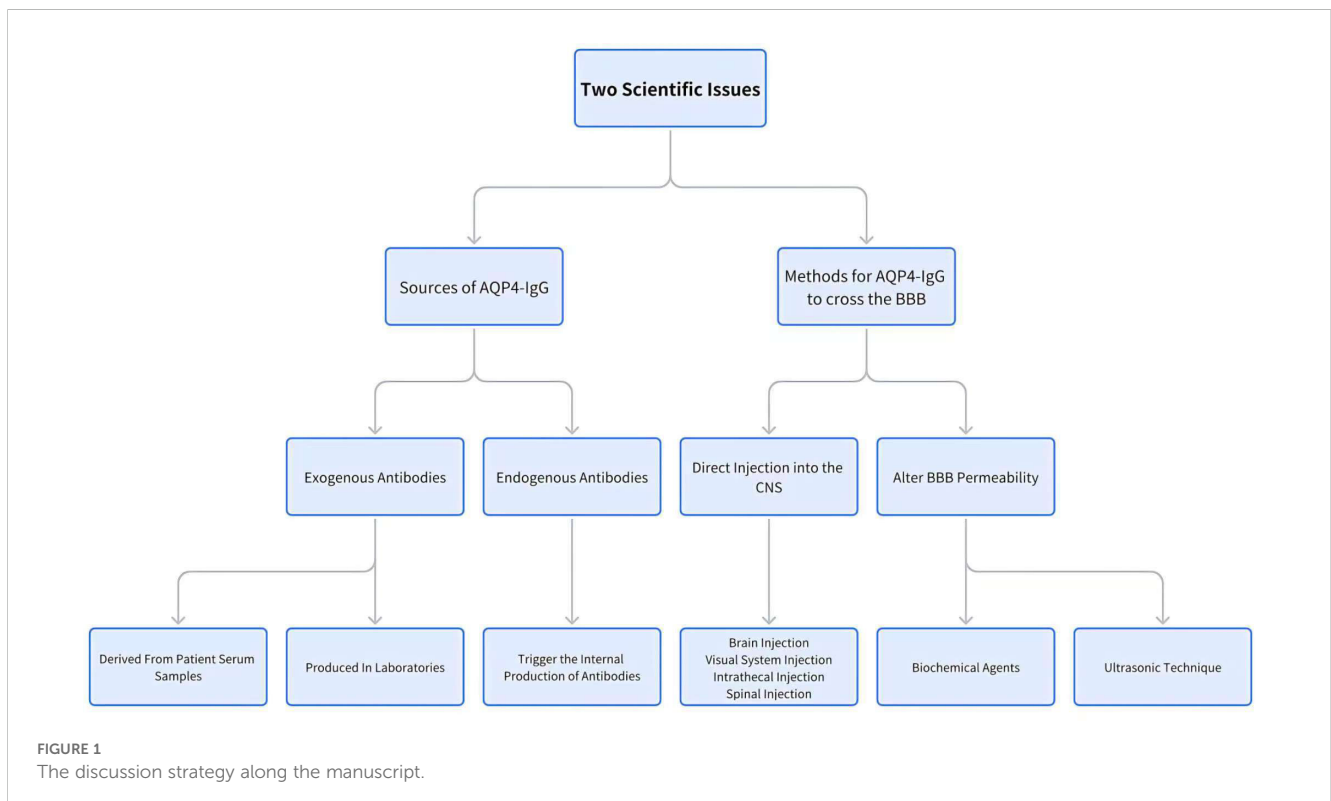 Two Scientific Issues
Sources of AQP4-IgG
Methods for AQP4-IgG
to cross the BBB
Exogenous Antibodies
Endogenous Antibodies
Direct Injection into the
CNS
Alter BBB Permeability
Derived From Patient Serum
Samples
Produced In Laboratories
Trigger the Internal
Production of Antibodies
Brain Injection
Visual System Injection
Intrathecal Injection
Spinal Injection
Biochemical Agents
Ultrasonic Technique
FIGURE 1
The discussion strategy along the manuscript.